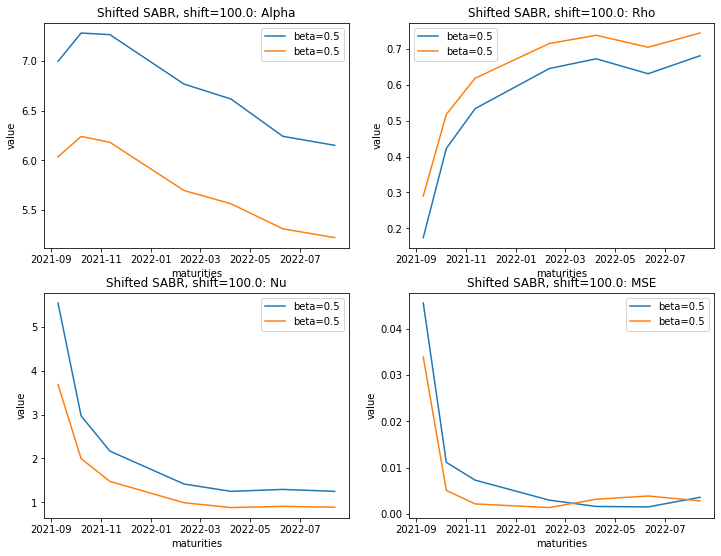 Shifted SABR, shift=100.0: Alpha
beta=0.5
beta=0.5
7.0
6.5
6.0
5.5
value
2021-09 2021-11 2022-01 2022-03 2022-05 2022-07
maturities
Shifted SABR, shift=100.0: Rho
beta=0.5
beta=0.5
0.7
0.6
0.5
0.4
0.3
0.2
value
2021-09 2021-11 2022-01 2022-03 2022-05 2022-07
maturities
Shifted SABR, shift=100.0: Nu
beta=0.5
beta=0.5
5
4
3
2
1
value
2021-09 2021-11 2022-01 2022-03 2022-05 2022-07
maturities
Shifted SABR, shift=100.0: MSE
beta=0.5
beta=0.5
0.04
0.03
0.02
0.01
0.00
value
2021-09 2021-11 2022-01 2022-03 2022-05 2022-07
maturities